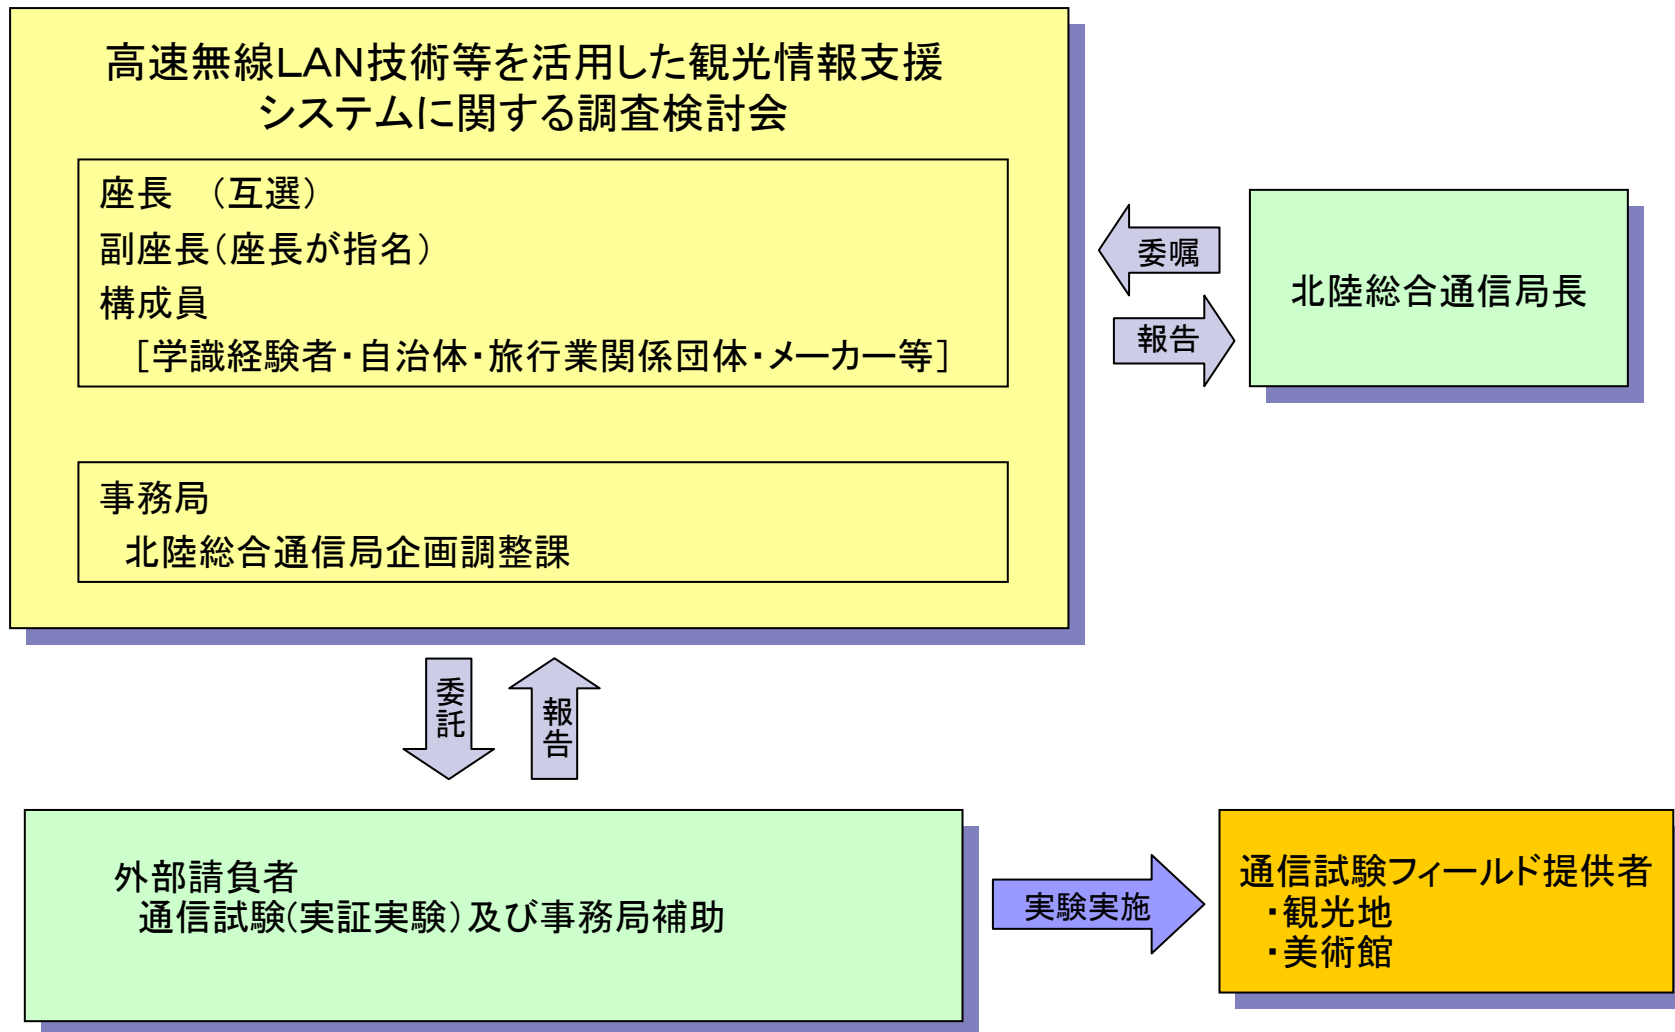 高速無線LAN技術等を活用した観光情報支援
システムに関する調査検討会
座長　（互選）
副座長（座長が指名）
構成員
［学識経験者・自治体・旅行業関係団体・メーカー等］
事務局
北陸総合通信局企画調整課
委嘱
報告
北陸総合通信局長
委託
報告
外部請負者
通信試験(実証実験）及び事務局補助
実験実施
通信試験フィールド提供者
・観光地
・美術館